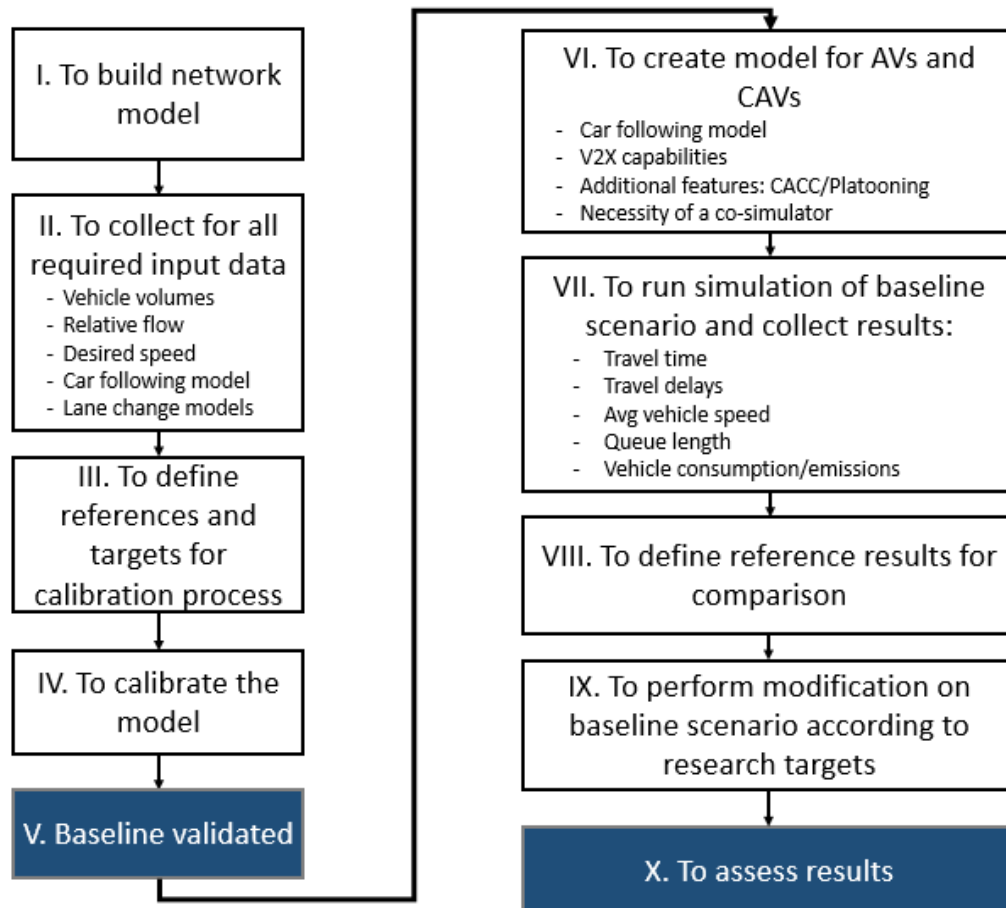 I. To build network
model
II. To collect for all
required input data
- Vehicle volumes
- Relative flow
- Desired speed
- Car following model
- Lane change models
III. To define
references and
targets for
calibration process
IV. To calibrate the
model
V. Baseline validated
VI. To create model for AVs and
CAVs
- Car following model
- V2X capabilities
- Additional features: CACC/Platooning
- Necessity of a co-simulator
VII. To run simulation of baseline
scenario and collect results:
- Travel time
- Travel delays
- Avg vehicle speed
- Queue length
- Vehicle consumption/emissions
VIII. To define reference results for
comparison
IX. To perform modification on
baseline scenario according to
research targets
X. To assess results